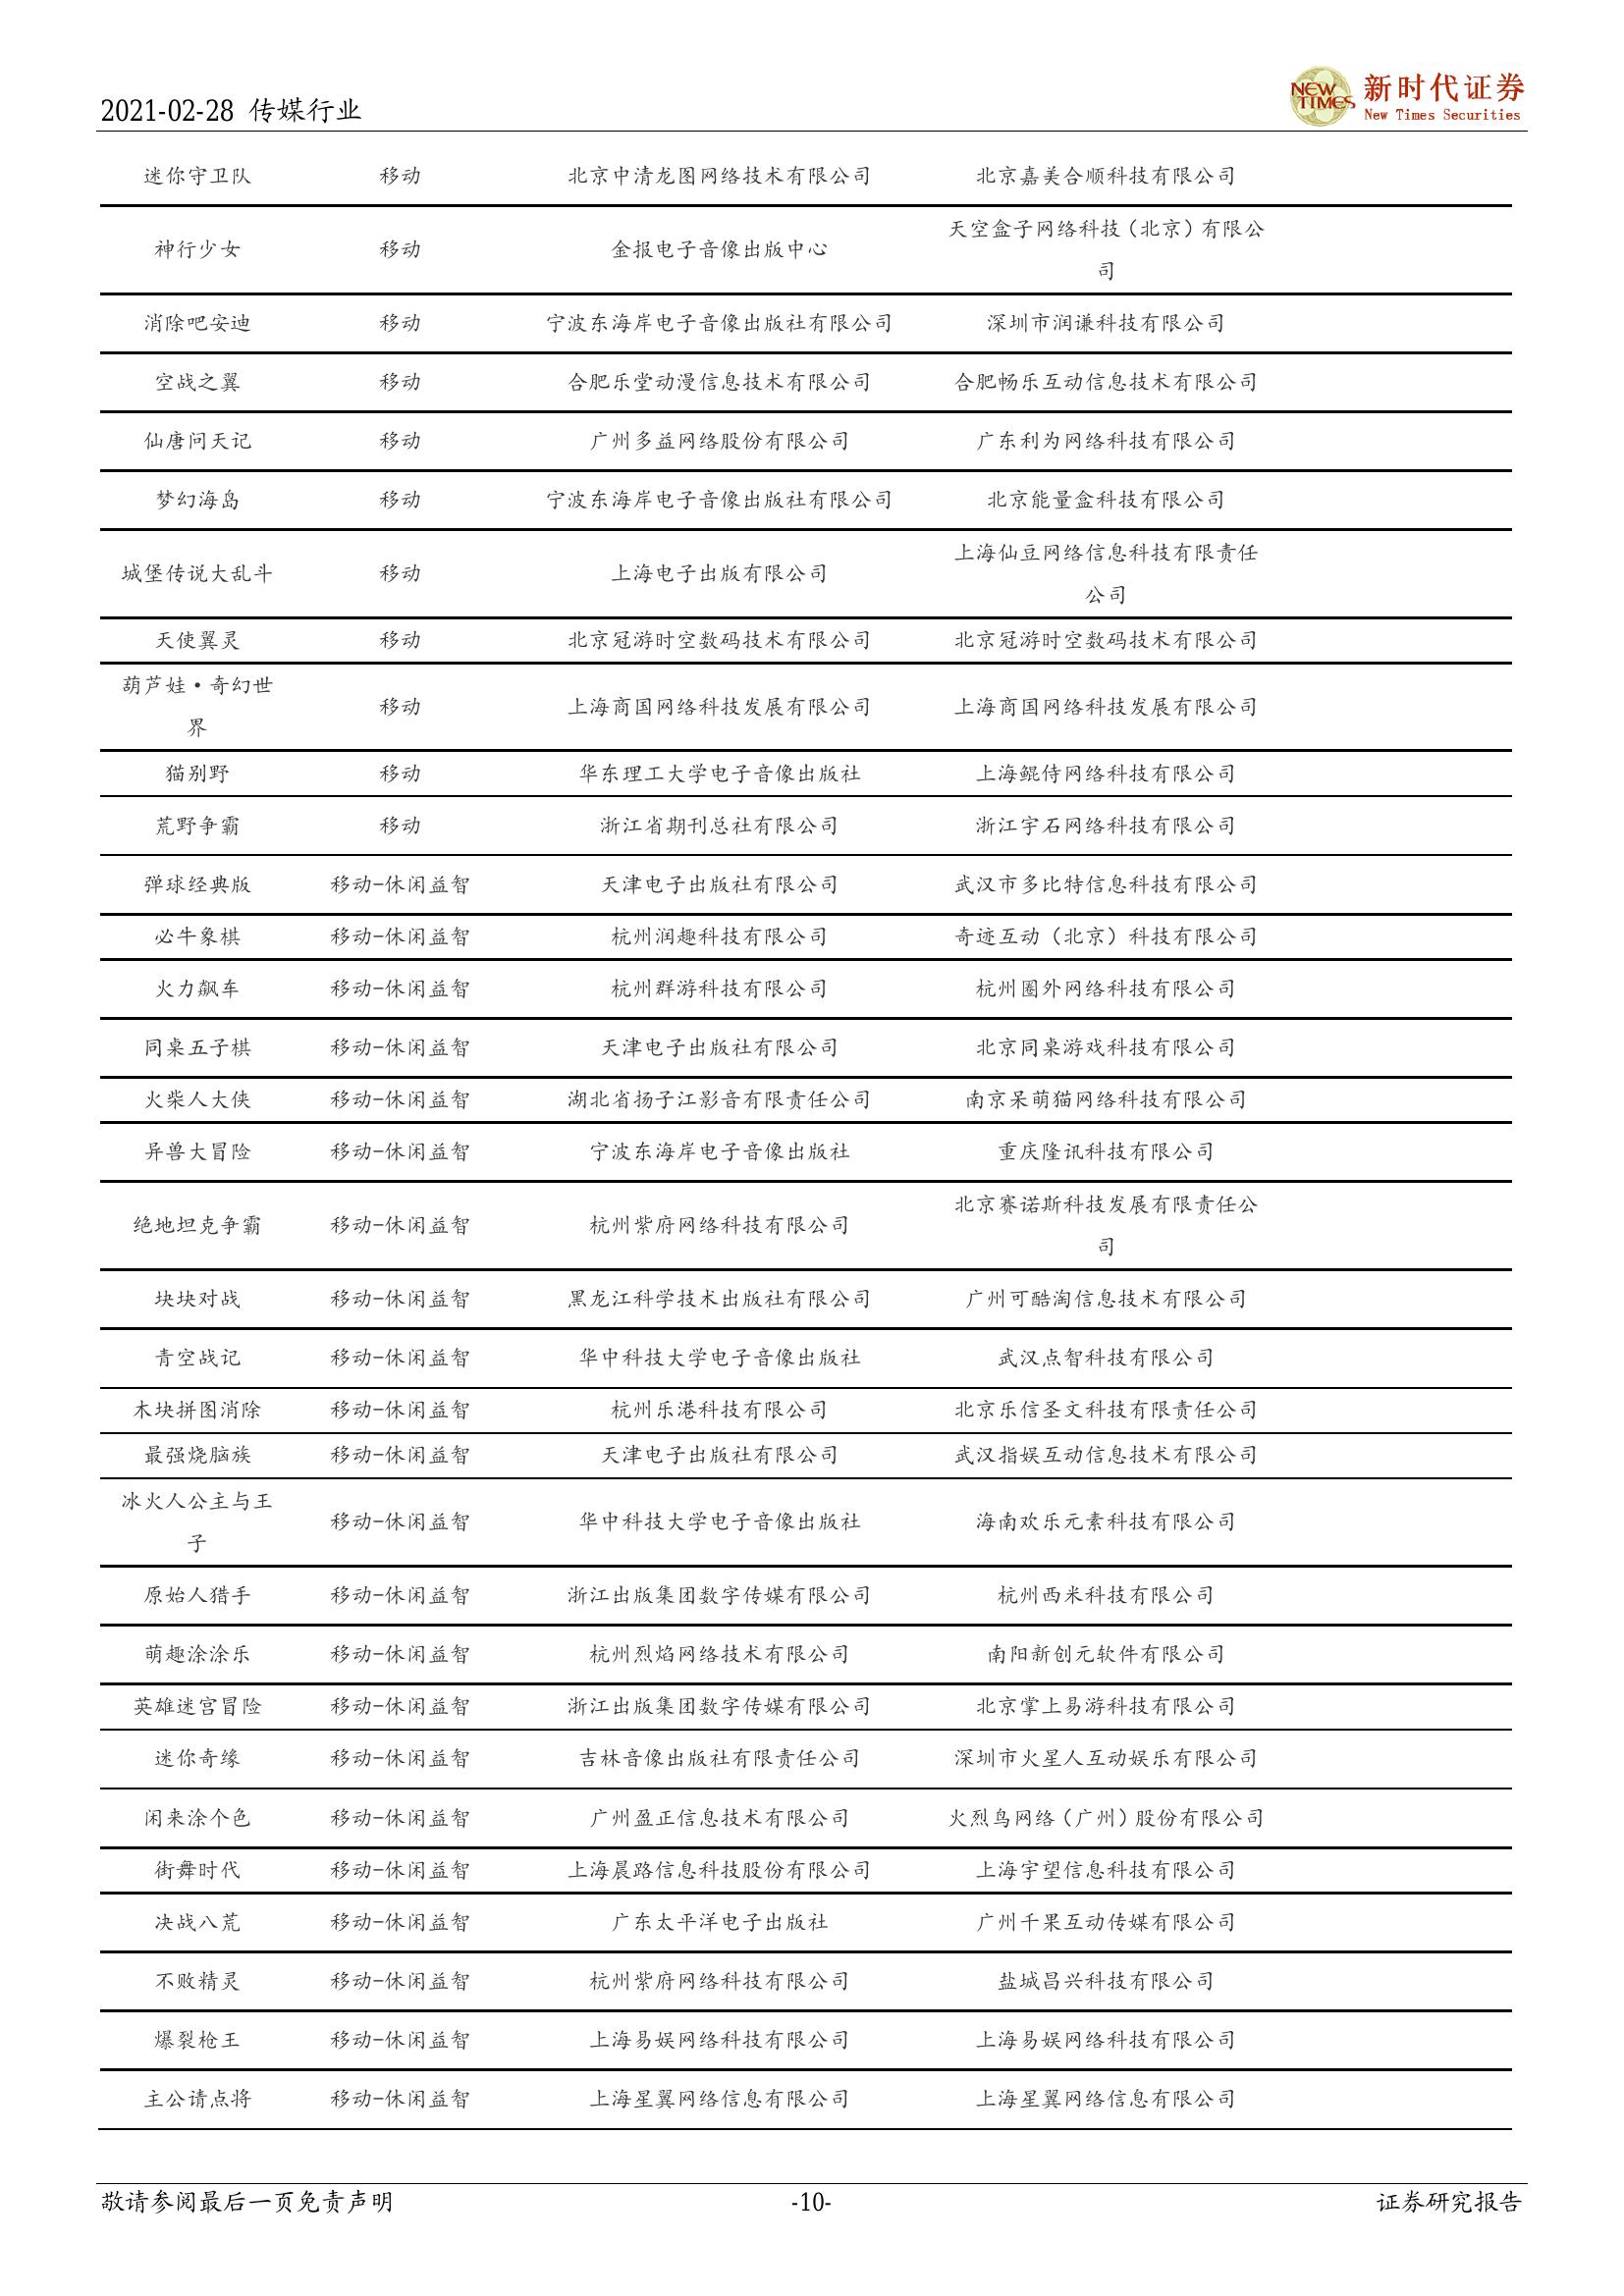 2021-02-28 传媒行业
新时代证券
NEW TIMES
New Times Securities
迷你守卫队 移动 北京中清龙图网络技术有限公司 北京嘉美合顺科技有限公司
神行少女 移动 金报电子音像出版中心 天空盒子网络科技（北京）有限公
司
消除吧安迪 移动 宁波东海岸电子音像出版社有限公司 深圳市润谦科技有限公司
空战之翼 移动 合肥乐堂动漫信息技术有限公司 合肥畅乐互动信息技术有限公司
仙唐问天记 移动 广州多益网络股份有限公司 广东利为网络科技有限公司
梦幻海岛 移动 宁波东海岸电子音像出版社有限公司 北京能量盒科技有限公司
城堡传说大乱斗 移动 上海电子出版有限公司 上海仙豆网络信息科技有限责任
公司
天使翼灵 移动 北京冠游时空数码技术有限公司 北京冠游时空数码技术有限公司
葫芦娃·奇幻世
界 移动 上海商国网络科技发展有限公司 上海商国网络科技发展有限公司
猫别野 移动 华东理工大学电子音像出版社 上海鲲侍网络科技有限公司
荒野争霸 移动 浙江省期刊总社有限公司 浙江宇石网络科技有限公司
弹球经典版 移动-休闲益智 天津电子出版社有限公司 武汉市多比特信息科技有限公司
必牛象棋 移动-休闲益智 杭州润趣科技有限公司 奇迹互动（北京）科技有限公司
火力飙车 移动-休闲益智 杭州群游科技有限公司 杭州圈外网络科技有限公司
同桌五子棋 移动-休闲益智 天津电子出版社有限公司 北京同桌游戏科技有限公司
火柴人大侠 移动-休闲益智 湖北省扬子江影音有限责任公司 南京呆萌猫网络科技有限公司
异兽大冒险 移动-休闲益智 宁波东海岸电子音像出版社 重庆隆讯科技有限公司
绝地坦克争霸 移动-休闲益智 杭州紫府网络科技有限公司 北京赛诺斯科技发展有限责任公
司
块块对战 移动-休闲益智 黑龙江科学技术出版社有限公司 广州可酷淘信息技术有限公司
青空战记 移动-休闲益智 华中科技大学电子音像出版社 武汉点智科技有限公司
木块拼图消除 移动-休闲益智 杭州乐港科技有限公司 北京乐信圣文科技有限责任公司
最强烧脑族 移动-休闲益智 天津电子出版社有限公司 武汉指娱互动信息技术有限公司
冰火人公主与王
子 移动-休闲益智 华中科技大学电子音像出版社 海南欢乐元素科技有限公司
原始人猎手 移动-休闲益智 浙江出版集团数字传媒有限公司 杭州西米科技有限公司
萌趣涂涂乐 移动-休闲益智 杭州烈焰网络技术有限公司 南阳新创元软件有限公司
英雄迷宫冒险 移动-休闲益智 浙江出版集团数字传媒有限公司 北京掌上易游科技有限公司
迷你奇缘 移动-休闲益智 吉林音像出版社有限责任公司 深圳市火星人互动娱乐有限公司
闲来涂个色 移动-休闲益智 广州盈正信息技术有限公司 火烈鸟网络（广州）股份有限公司
街舞时代 移动-休闲益智 上海晨路信息科技股份有限公司 上海宇望信息科技有限公司
决战八荒 移动-休闲益智 广东太平洋电子出版社 广州千果互动传媒有限公司
不败精灵 移动-休闲益智 杭州紫府网络科技有限公司 盐城昌兴科技有限公司
爆裂枪王 移动-休闲益智 上海易娱网络科技有限公司 上海易娱网络科技有限公司
主公请点将 移动-休闲益智 上海星翼网络信息有限公司 上海星翼网络信息有限公司
敬请参阅最后一页免责声明 -10- 证券研究报告